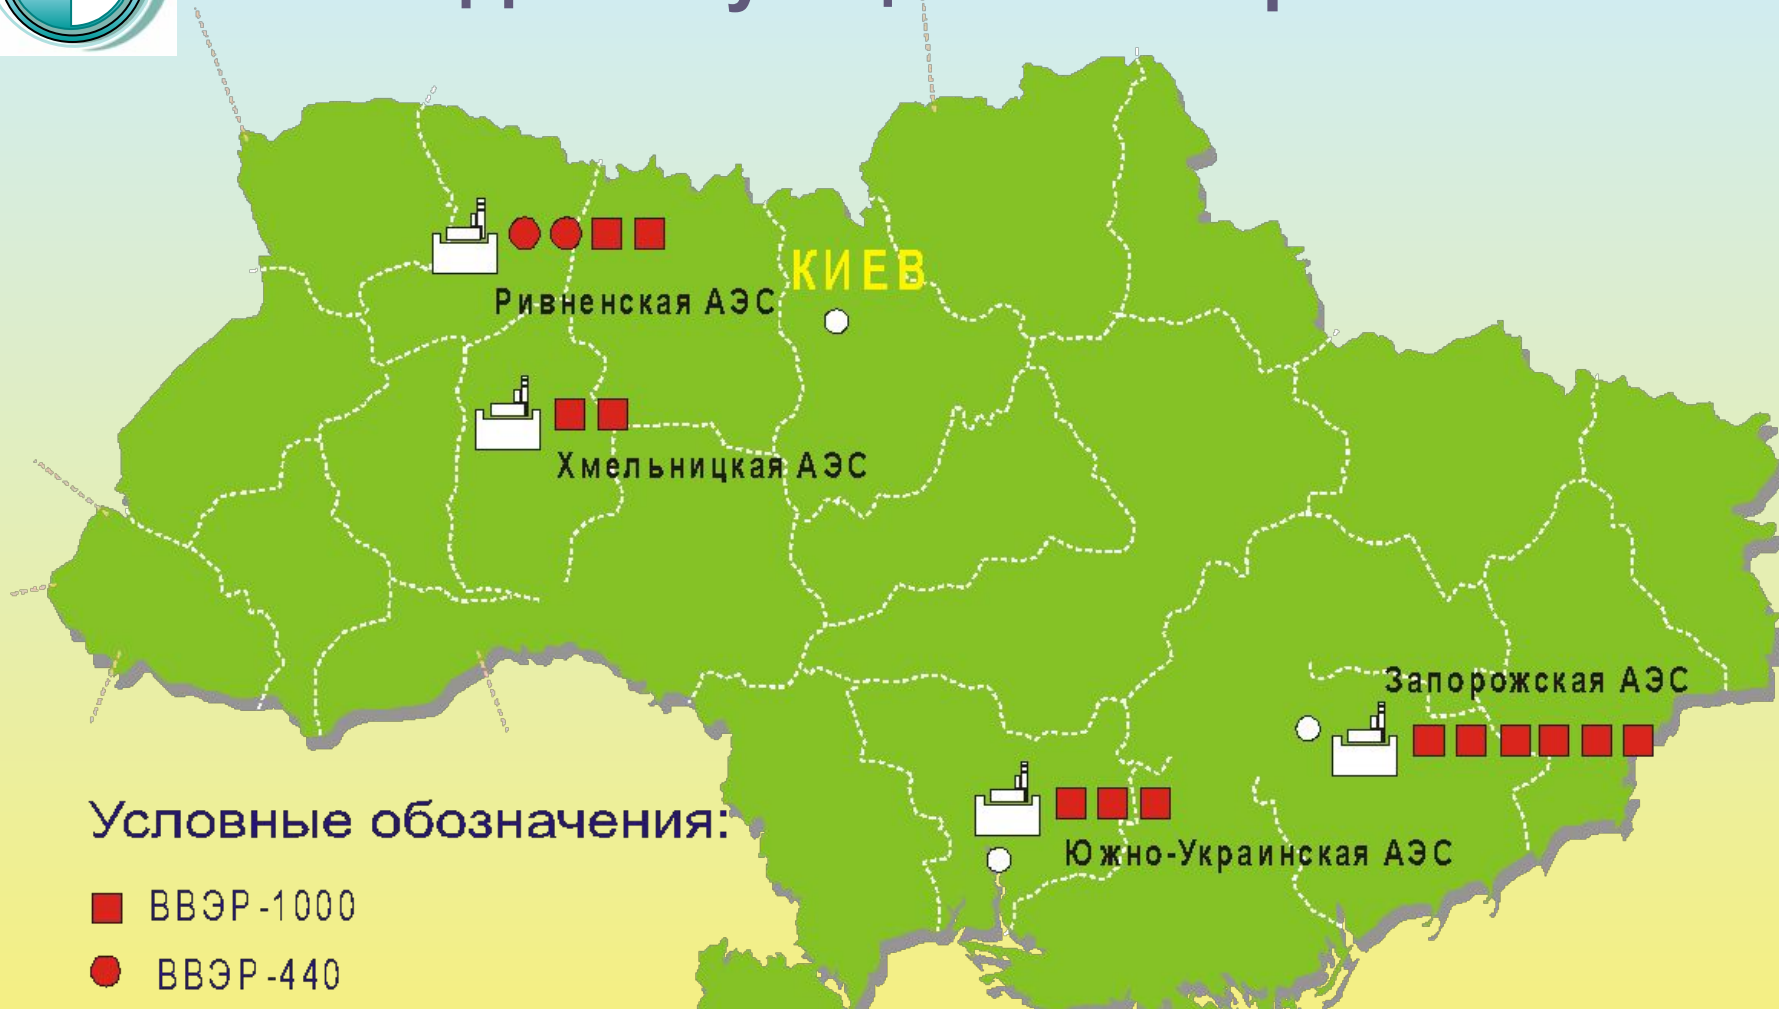 КИЕВ
Ривненская АЭС
Хмельницкая АЭС
Запорожская АЭС
Южно-Украинская АЭС
Условные обозначения:
ВВЭР-1000
ВВЭР-440